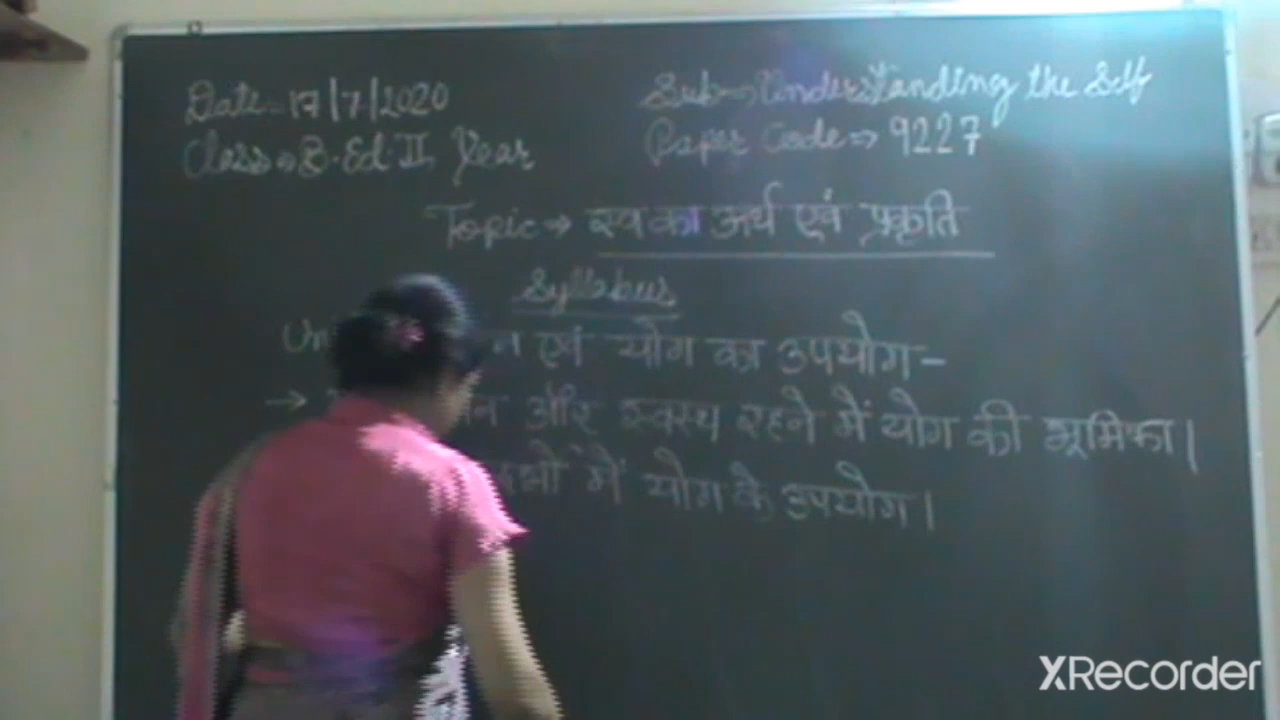 Date - 17/7/2020
Sub → Understanding the Self
Class → B.Ed. II Year
Paper Code ⇒ 9227
Topic → स्व का अर्थ एवं प्रकृति
Syllabus
एवं योग का उपयोग -
→ और स्वस्थ रहने में योग की भूमिका।
में योग के उपयोग।
XRecorder